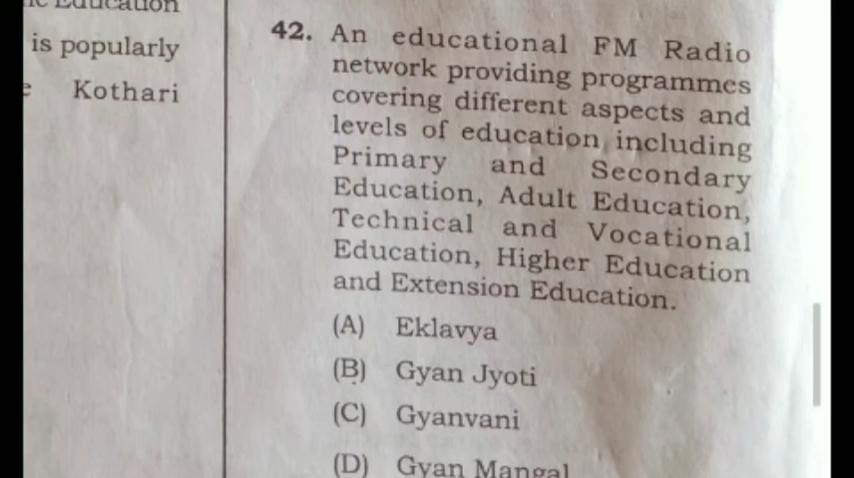 Education
is popularly
Kothari
42. An educational FM Radio
network providing programmes
covering different aspects and
levels of education including
Primary and Secondary
Education, Adult Education,
Technical and Vocational
Education, Higher Education
and Extension Education.
(A) Eklavya
(B) Gyan Jyoti
(C) Gyanvani
(D) Gyan Mangal